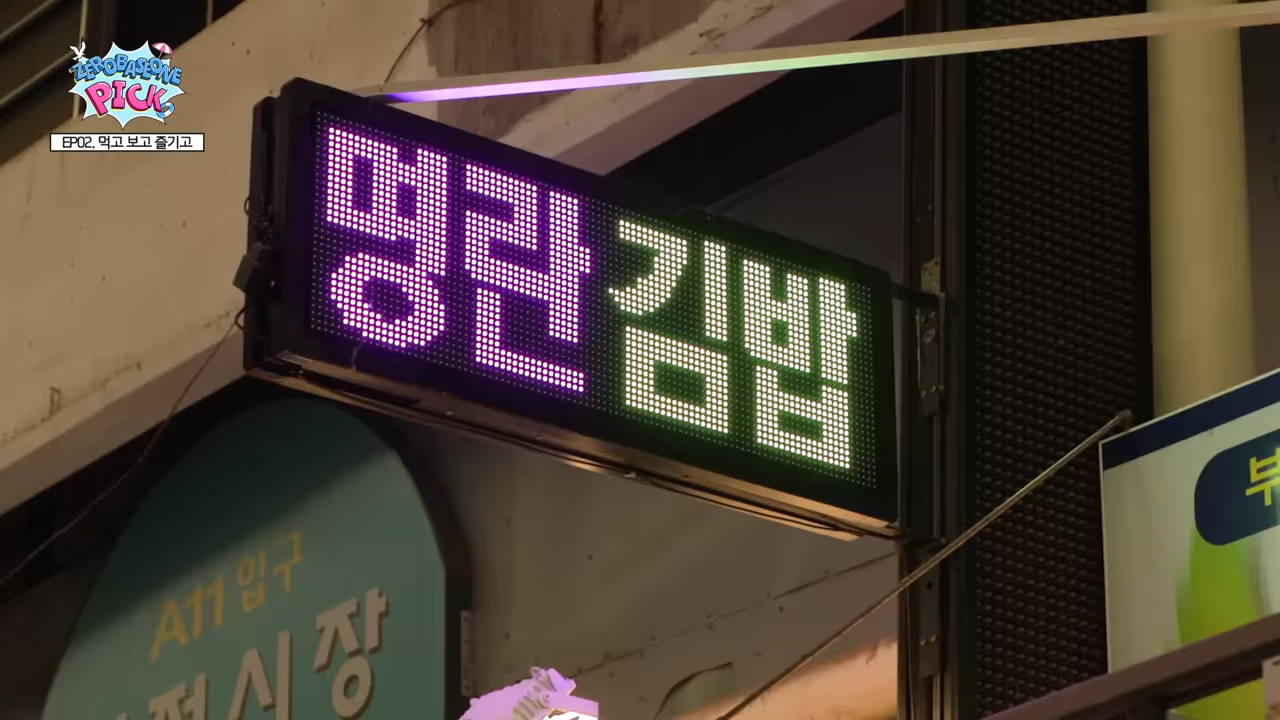 ZEROBASEONE
PICK
EP02. 먹고 보고 즐기고
명란 김밥
A11 입구
시장
부